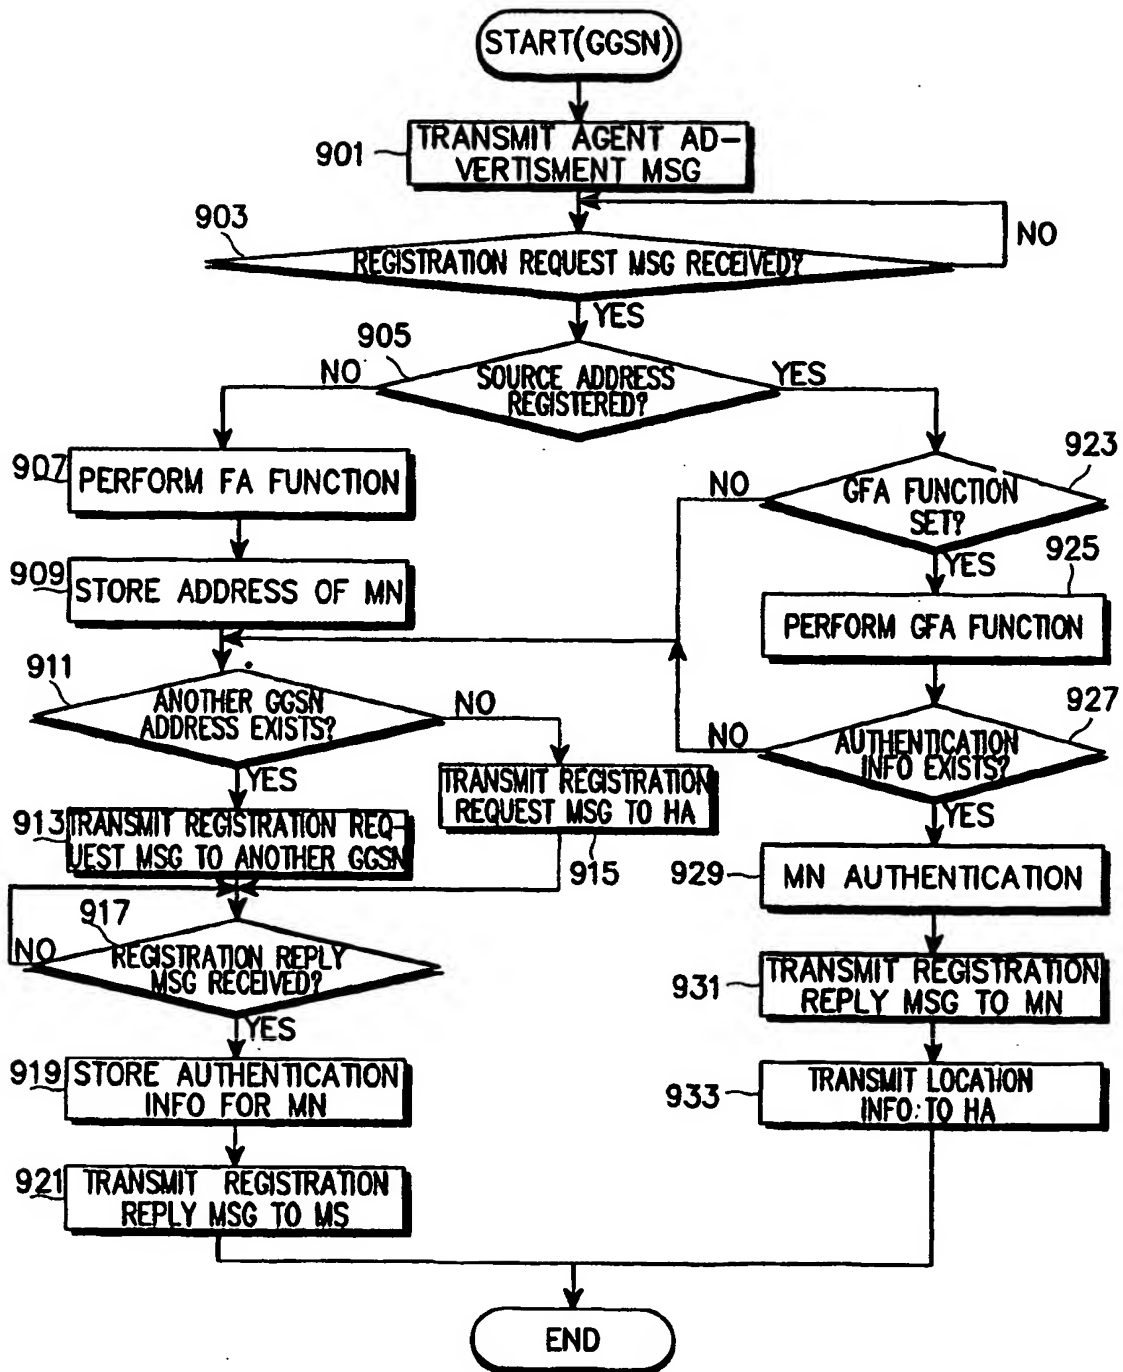 START(GGSN)
901
TRANSMIT AGENT AD-
VERTISMENT MSG
903
NO
REGISTRATION REQUEST MSG RECEIVED?
YES
905
NO
SOURCE ADDRESS
REGISTERED?
YES
907
PERFORM FA FUNCTION
923
NO
GFA FUNCTION
SET?
YES
925
909
STORE ADDRESS OF MN
PERFORM GFA FUNCTION
911
ANOTHER GGSN
ADDRESS EXISTS?
NO
YES
927
NO
AUTHENTICATION
INFO EXISTS?
YES
TRANSMIT REGISTRATION
REQUEST MSG TO HA
915
913
TRANSMIT REGISTRATION REQ-
UEST MSG TO ANOTHER GGSN
929
MN AUTHENTICATION
917
NO
REGISTRATION REPLY
MSG RECEIVED?
YES
931
TRANSMIT REGISTRATION
REPLY MSG TO MN
919
STORE AUTHENTICATION
INFO FOR MN
933
TRANSMIT LOCATION
INFO: TO HA
921
TRANSMIT REGISTRATION
REPLY MSG TO MS
END